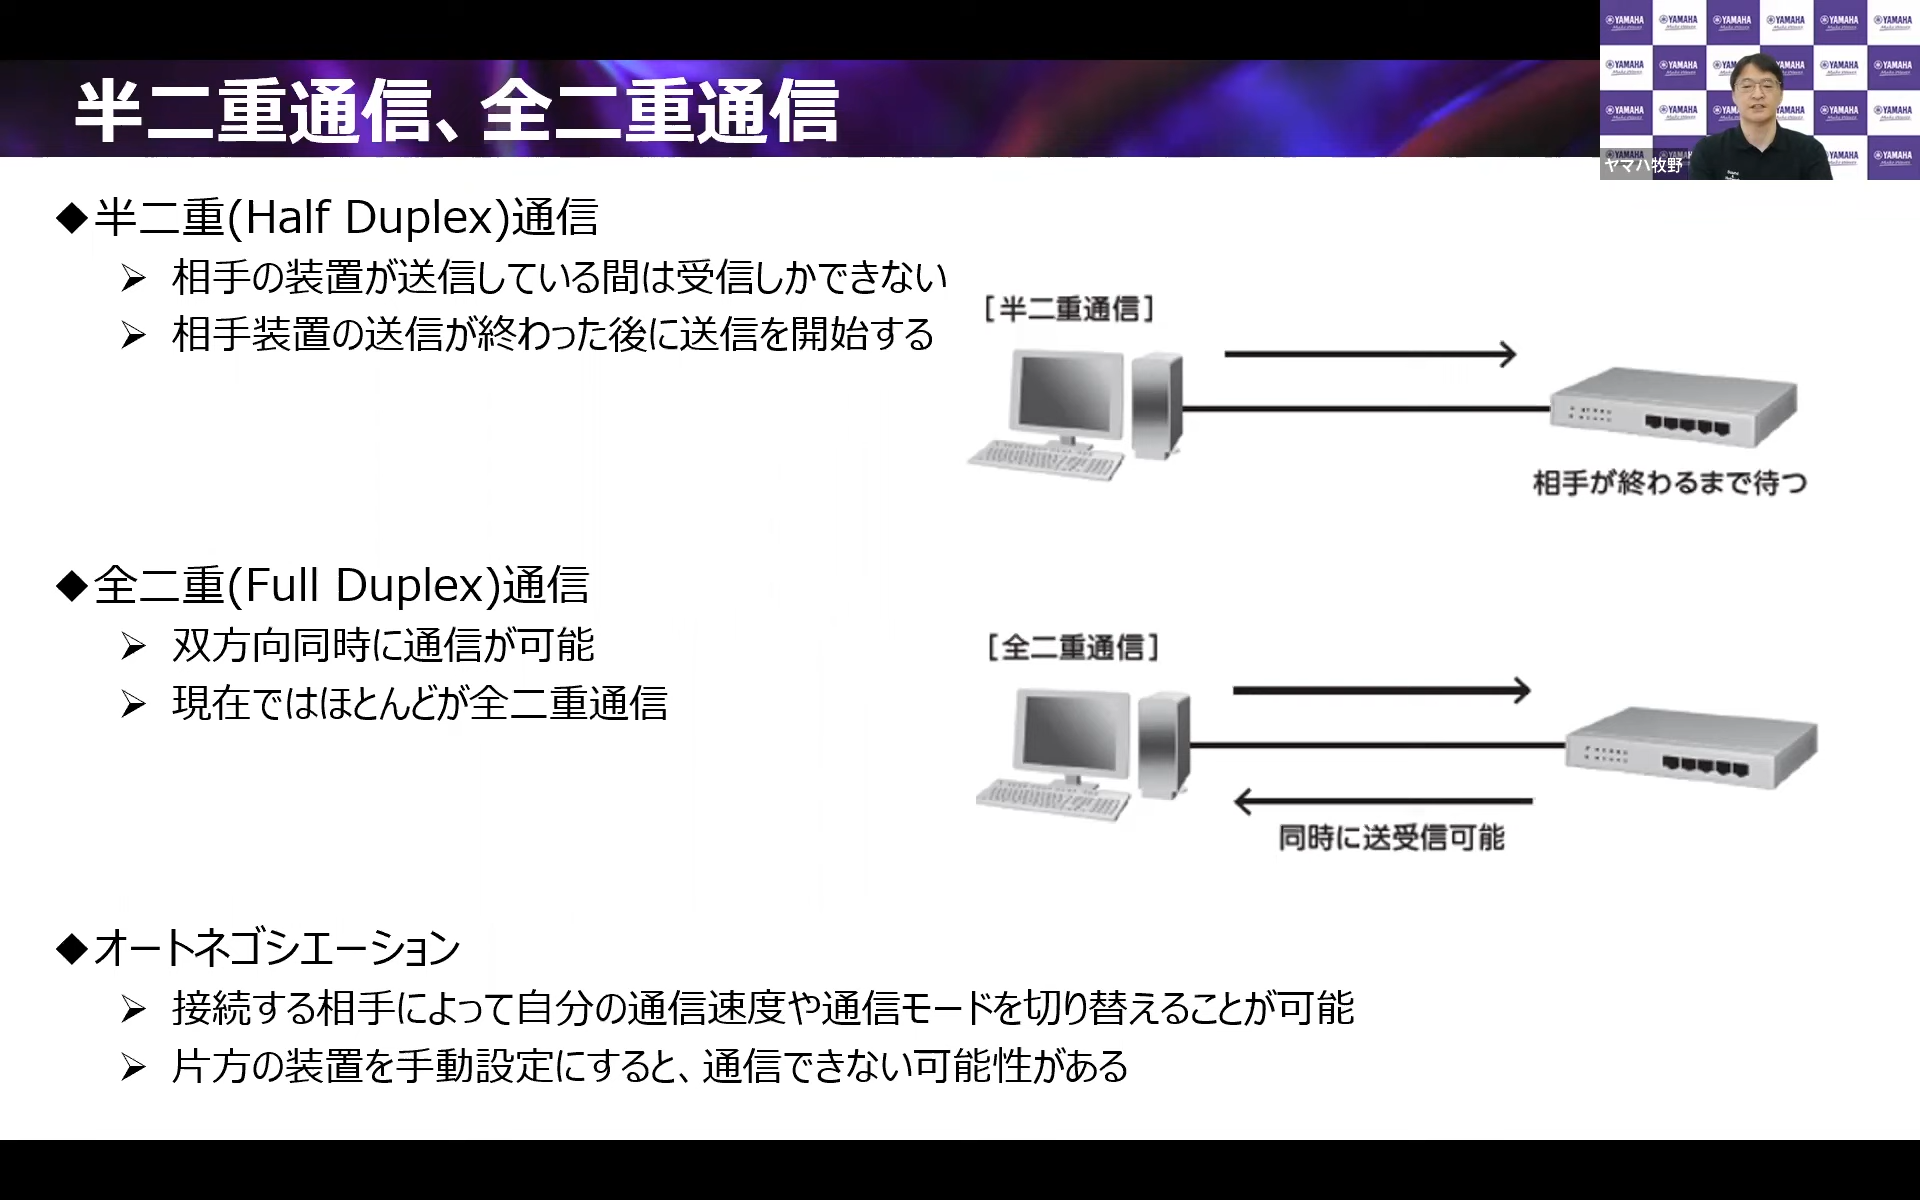 半二重通信、全二重通信
YAMAHA
ヤマハ牧野
◆半二重(Half Duplex)通信
➢ 相手の装置が送信している間は受信しかできない
➢ 相手装置の送信が終わった後に送信を開始する
[半二重通信]
相手が終わるまで待つ
◆全二重(Full Duplex)通信
➢ 双方向同時に通信が可能
➢ 現在ではほとんどが全二重通信
[全二重通信]
同時に送受信可能
◆オートネゴシエーション
➢ 接続する相手によって自分の通信速度や通信モードを切り替えることが可能
➢ 片方の装置を手動設定にすると、通信できない可能性がある